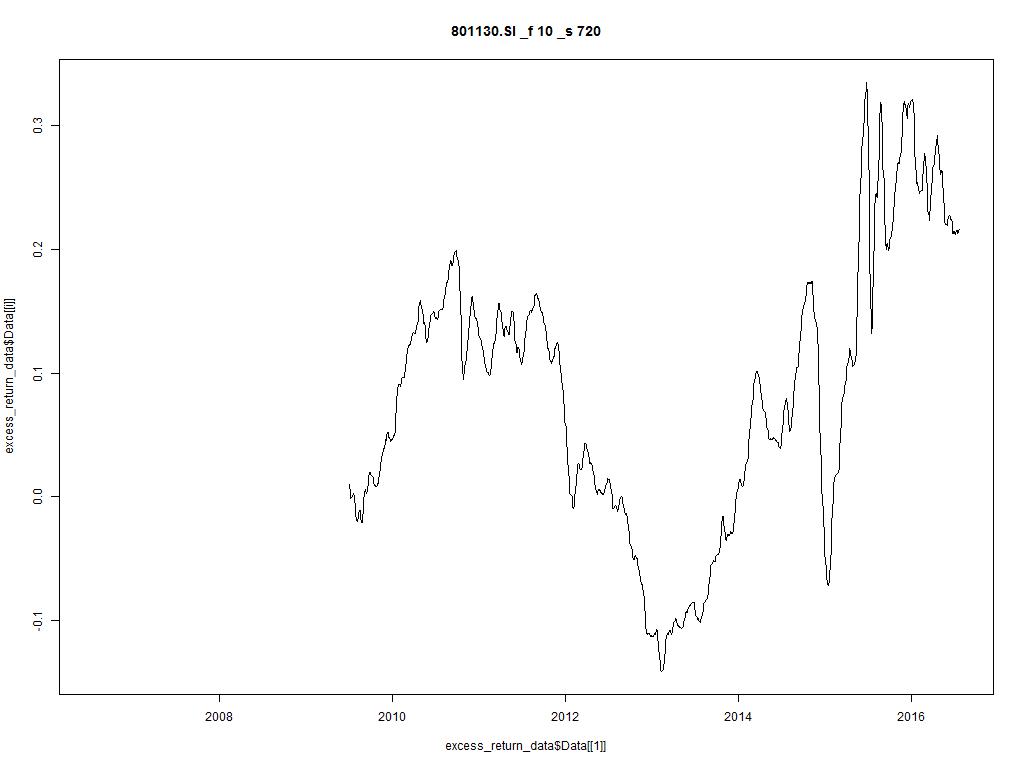 801130.SI _f 10 _s 720
excess_return_data$Data[[i]]
0.3
0.2
0.1
0.0
-0.1
2008 2010 2012 2014 2016
excess_return_data$Data[[1]]